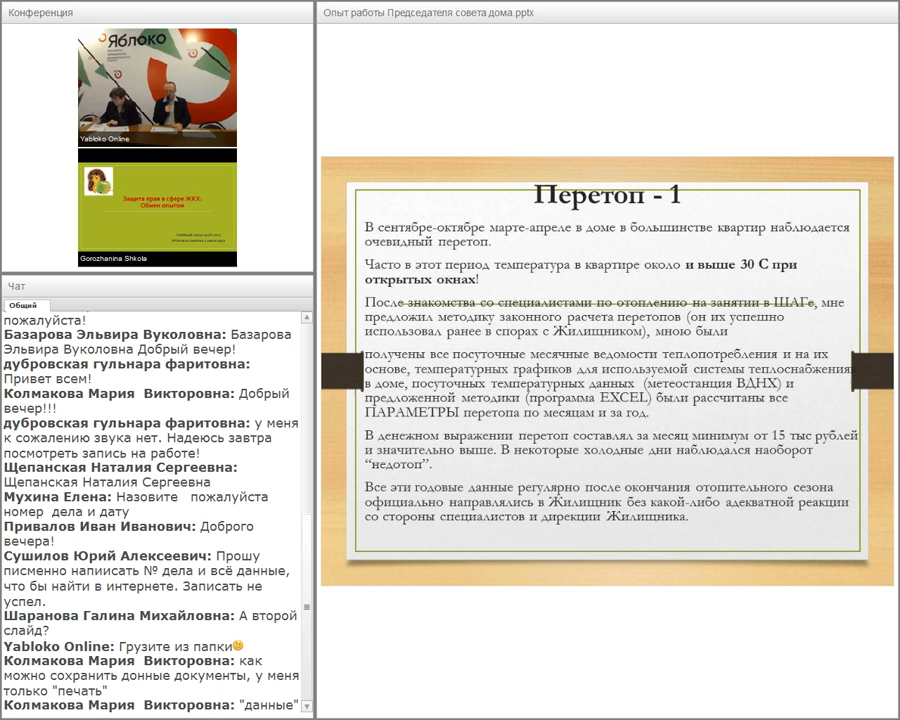 Конференция
Яблоко
Yabloko Online
Защита прав в сфере ЖКХ:
Обмен опытом
Gorozhanina Shkola
Чат
Общий
пожалуйста!
Базарова Эльвира Вуколовна: Базарова
Эльвира Вуколовна Добрый вечер!
дубровская гульнара фаритовна:
Привет всем!
Колмакова Мария Викторовна: Добрый
вечер!!!
дубровская гульнара фаритовна: у меня
к сожалению звука нет. Надеюсь завтра
посмотреть запись на работе!
Щепанская Наталия Сергеевна:
Щепанская Наталия Сергеевна
Мухина Елена: Назовите пожалуйста
номер дела и дату
Привалов Иван Иванович: Доброго
вечера!
Сушилов Юрий Алексеевич: Прошу
писменно напиисать № дела и всё данные,
что бы найти в интернете. Записать не
успел.
Шаранова Галина Михайловна: А второй
слайд?
Yabloko Online: Грузите из папки
Колмакова Мария Викторовна: как
можно сохранить донные документы, у меня
только "печать"
Колмакова Мария Викторовна: "данные"
Опыт работы Председателя совета дома.pptx
Перетоп - 1
В сентябре-октябре марте-апреле в доме в большинстве квартир наблюдается
очевидный перетоп.
Часто в этот период температура в квартире около и выше 30 С при
открытых окнах!
После знакомства со специалистами по отоплению на занятии в ШАГе, мне
предложил методику законного расчета перетопов (он их успешно
использовал ранее в спорах с Жилищником), мною были
получены все посуточные месячные ведомости теплопотребления и на их
основе, температурных графиков для используемой системы теплоснабжения
в доме, посуточных температурных данных (метеостанция ВДНХ) и
предложенной методики (программа EXCEL) были рассчитаны все
ПАРАМЕТРЫ перетопа по месяцам и за год.
В денежном выражении перетоп составлял за месяц минимум от 15 тыс рублей
и значительно выше. В некоторые холодные дни наблюдался наоборот
“недотоп”.
Все эти годовые данные регулярно после окончания отопительного сезона
официально направлялись в Жилищник без какой-либо адекватной реакции
со стороны специалистов и дирекции Жилищника.